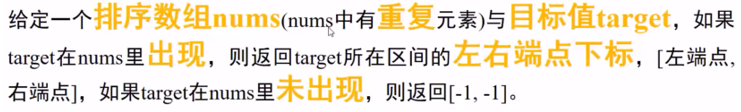 给定一个排序数组nums(nums中有重复元素)与目标值target，如果
target在nums里出现，则返回target所在区间的左右端点下标，[左端点,
右端点]，如果target在nums里未出现，则返回[-1, -1]。